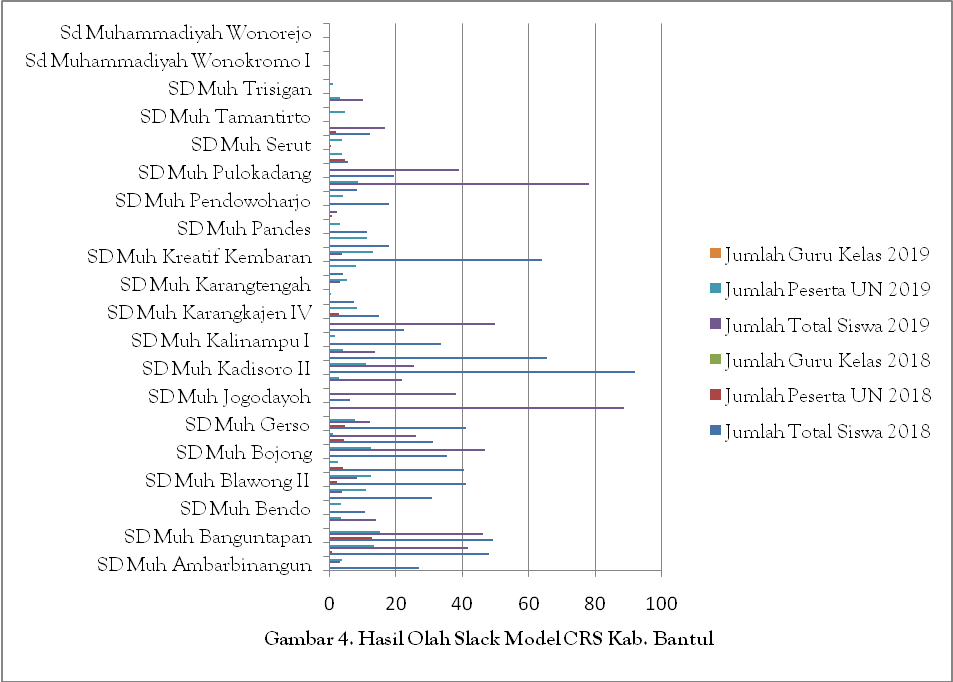 Sd Muhammadiyah Wonorejo
Sd Muhammadiyah Wonokromo I
SD Muh Trisigan
SD Muh Tamantirto
SD Muh Serut
SD Muh Pulokadang
SD Muh Pendowoharjo
SD Muh Pandes
SD Muh Kreatif Kembaran
SD Muh Karangtengah
SD Muh Karangkajen IV
SD Muh Kalinampu I
SD Muh Kadisoro II
SD Muh Jogodayoh
SD Muh Gerso
SD Muh Bojong
SD Muh Blawong II
SD Muh Bendo
SD Muh Banguntapan
SD Muh Ambarbinangun
0 20 40 60 80 100
Jumlah Guru Kelas 2019
Jumlah Peserta UN 2019
Jumlah Total Siswa 2019
Jumlah Guru Kelas 2018
Jumlah Peserta UN 2018
Jumlah Total Siswa 2018
Gambar 4. Hasil Olah Slack Model CRS Kab. Bantul